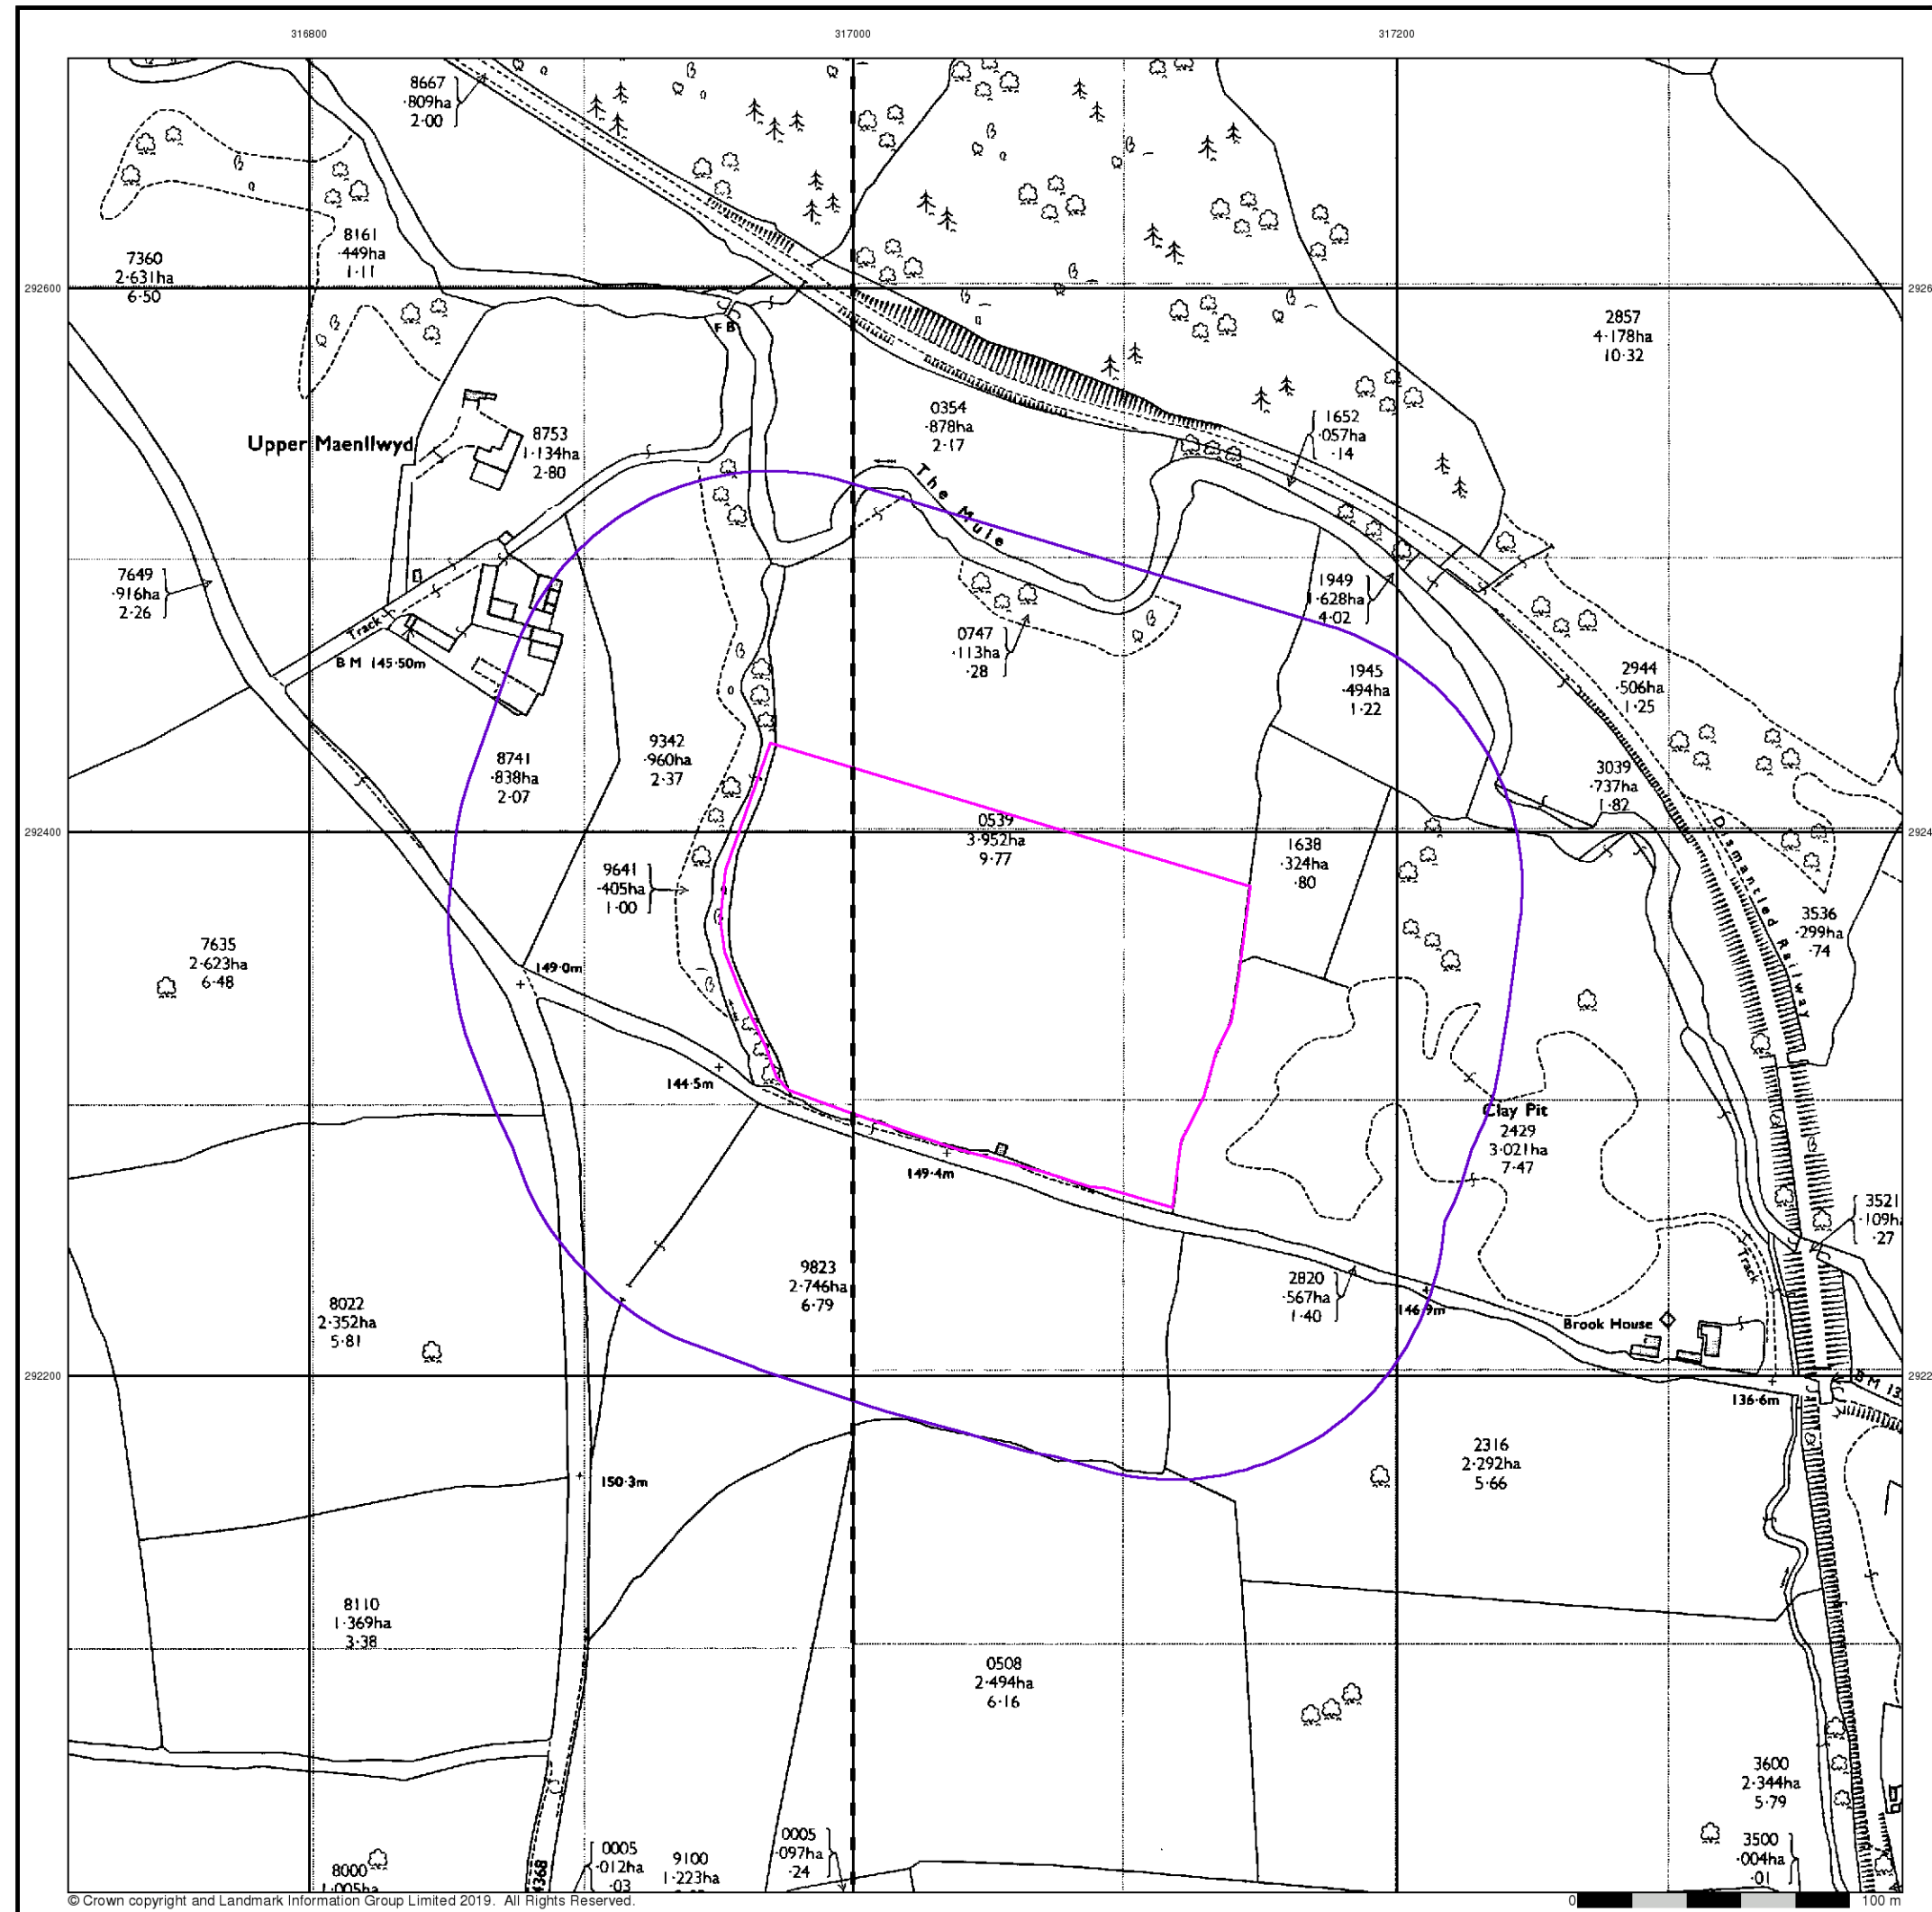 316800
317000
317200
8667
·809ha
2·00
7360
2·631ha
6·50
8161
·449ha
1·11
292600
F B
2857
4·178ha
10·32
Upper Maenllwyd
8753
1·134ha
2·80
0354
·878ha
2·17
1652
·057ha
·14
The Mule
7649
·916ha
2·26
Track
B M 145·50m
0747
·113ha
·28
1949
1·628ha
4·02
1945
·494ha
1·22
2944
·506ha
1·25
8741
·838ha
2·07
9342
·960ha
2·37
3039
·737ha
1·82
292400
0539
3·952ha
9·77
1638
·324ha
·80
Dismantled Railway
9641
·405ha
1·00
3536
·299ha
·74
7635
2·623ha
6·48
149·0m
144·5m
149·4m
Clay Pit
2429
3·021ha
7·47
3521
·109ha
·27
Track
9823
2·746ha
6·79
2820
·567ha
1·40
146·9m
8022
2·352ha
5·81
Brook House
292200
136·6m
B M 13
150·3m
2316
2·292ha
5·66
8110
1·369ha
3·38
0508
2·494ha
6·16
3600
2·344ha
5·79
8000
1·005ha
4368
0005
·012ha
·03
9100
1·223ha
0005
·097ha
·24
3500
·004ha
·01
© Crown copyright and Landmark Information Group Limited 2019. All Rights Reserved.
0
100 m